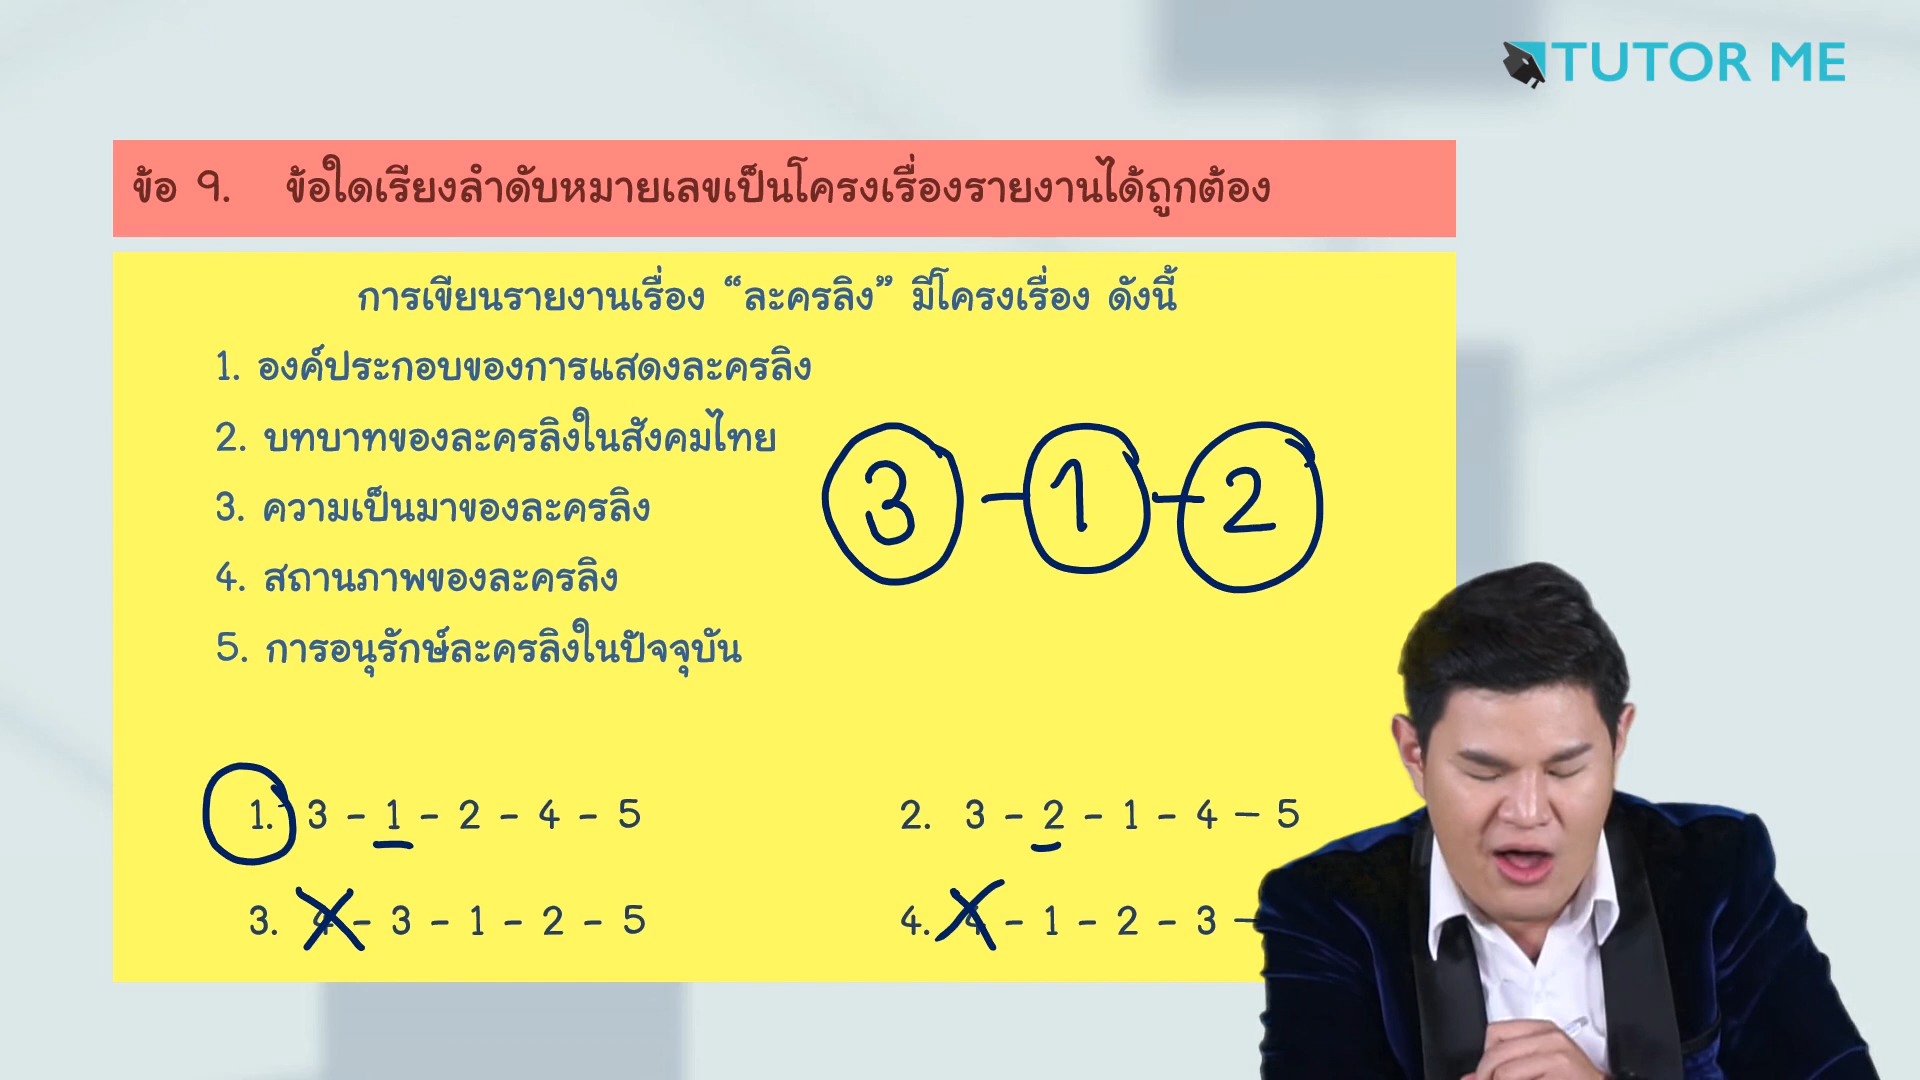 TUTOR ME
ข้อ 9. ข้อใดเรียงลำดับหมายเลขเป็นโครงเรื่องรายงานได้ถูกต้อง
การเขียนรายงานเรื่อง “ละครลิง” มีโครงเรื่อง ดังนี้
1. องค์ประกอบของการแสดงละครลิง
2. บทบาทของละครลิงในสังคมไทย
3. ความเป็นมาของละครลิง
4. สถานภาพของละครลิง
5. การอนุรักษ์ละครลิงในปัจจุบัน
3 - 1 - 2
1. 3 - 1 - 2 - 4 - 5
2. 3 - 2 - 1 - 4 - 5
3. 4 - 3 - 1 - 2 - 5
4. 4 - 1 - 2 - 3 -